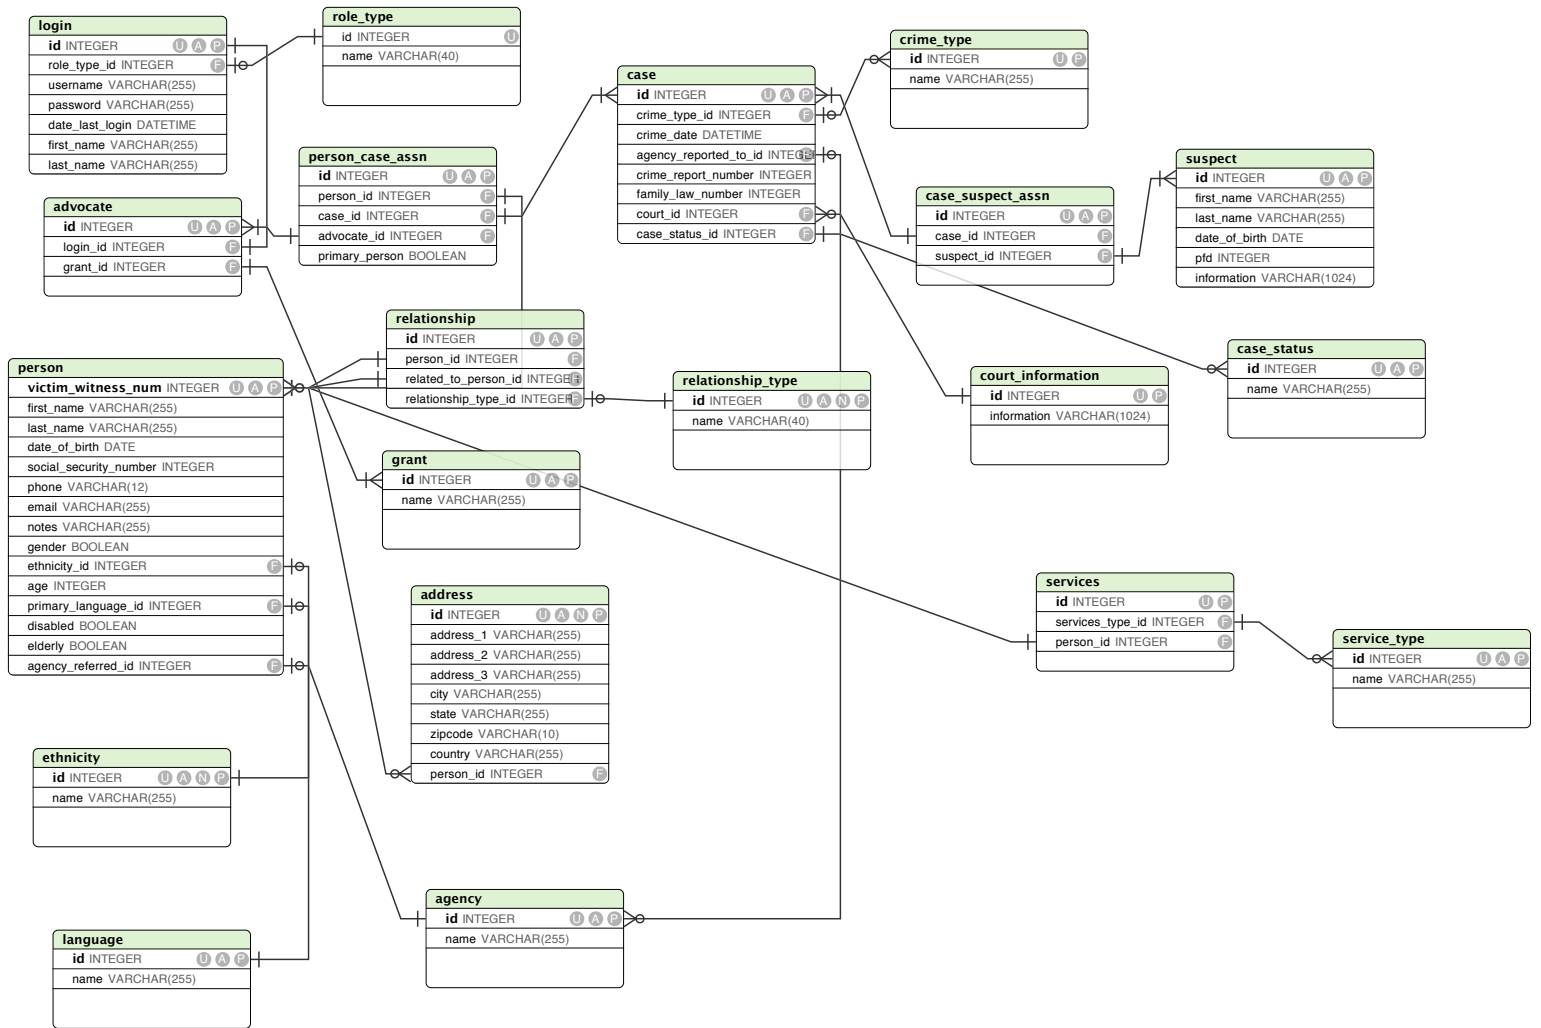 login
id INTEGER U A P
role_type_id INTEGER F
username VARCHAR(255)
password VARCHAR(255)
date_last_login DATETIME
first_name VARCHAR(255)
last_name VARCHAR(255)
role_type
id INTEGER U
name VARCHAR(40)
person_case_assn
id INTEGER U A P
person_id INTEGER F
case_id INTEGER F
advocate_id INTEGER F
primary_person BOOLEAN
advocate
id INTEGER U A P
login_id INTEGER F
grant_id INTEGER F
case
id INTEGER U A P
crime_type_id INTEGER F
crime_date DATETIME
agency_reported_to_id INTEGER F
crime_report_number INTEGER
family_law_number INTEGER
court_id INTEGER F
case_status_id INTEGER F
crime_type
id INTEGER U P
name VARCHAR(255)
case_suspect_assn
id INTEGER U A P
case_id INTEGER F
suspect_id INTEGER F
suspect
id INTEGER U A P
first_name VARCHAR(255)
last_name VARCHAR(255)
date_of_birth DATE
pfd INTEGER
information VARCHAR(1024)
relationship
id INTEGER U A P
person_id INTEGER F
related_to_person_id INTEGER F
relationship_type_id INTEGER F
relationship_type
id INTEGER U A N P
name VARCHAR(40)
court_information
id INTEGER U P
information VARCHAR(1024)
case_status
id INTEGER U A P
name VARCHAR(255)
person
victim_witness_num INTEGER U A P
first_name VARCHAR(255)
last_name VARCHAR(255)
date_of_birth DATE
social_security_number INTEGER
phone VARCHAR(12)
email VARCHAR(255)
notes VARCHAR(255)
gender BOOLEAN
ethnicity_id INTEGER F
age INTEGER
primary_language_id INTEGER F
disabled BOOLEAN
elderly BOOLEAN
agency_referred_id INTEGER F
grant
id INTEGER U A P
name VARCHAR(255)
address
id INTEGER U A N P
address_1 VARCHAR(255)
address_2 VARCHAR(255)
address_3 VARCHAR(255)
city VARCHAR(255)
state VARCHAR(255)
zipcode VARCHAR(10)
country VARCHAR(255)
person_id INTEGER F
services
id INTEGER U P
services_type_id INTEGER F
person_id INTEGER F
service_type
id INTEGER U A P
name VARCHAR(255)
ethnicity
id INTEGER U A N P
name VARCHAR(255)
agency
id INTEGER U A P
name VARCHAR(255)
language
id INTEGER U A P
name VARCHAR(255)